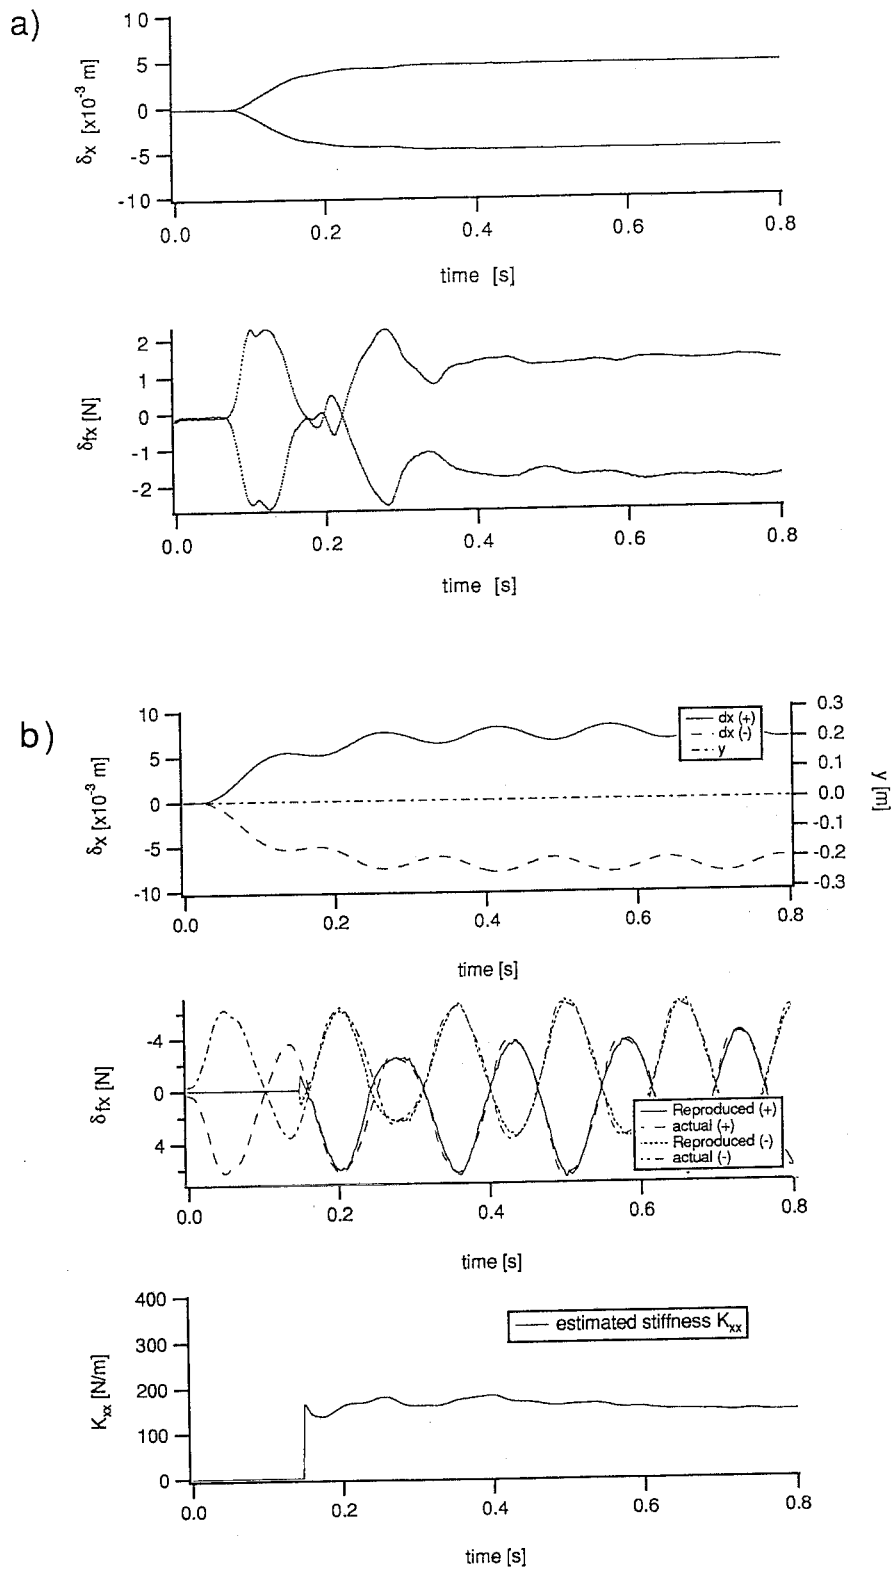 a)
10
5
0
-5
-10
δx [x10-3 m]
0.0 0.2 0.4 0.6 0.8
time [s]
2
1
0
-1
-2
δfx [N]
0.0 0.2 0.4 0.6 0.8
time [s]
b)
10
5
0
-5
-10
δx [x10-3 m]
dx (+)
dx (-)
y
0.3
0.2
0.1
0.0
-0.1
-0.2
-0.3
y [m]
0.0 0.2 0.4 0.6 0.8
time [s]
-4
0
4
δfx [N]
Reproduced (+)
actual (+)
Reproduced (-)
actual (-)
0.0 0.2 0.4 0.6 0.8
time [s]
400
300
200
100
0
Kxx [N/m]
estimated stiffness Kxx
0.0 0.2 0.4 0.6 0.8
time [s]